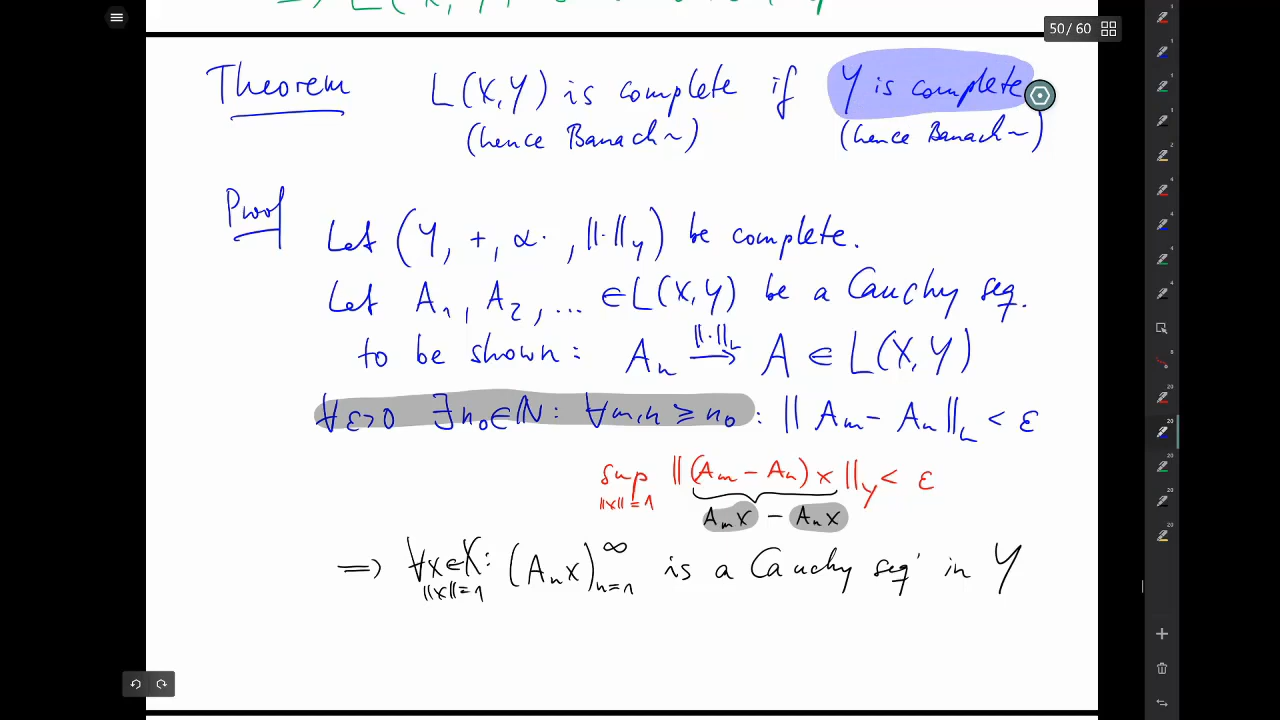 50/60
Theorem L(X,Y) is complete if Y is complete
(hence Banach~) (hence Banach~)
Proof
Let (Y, +, α·, ||·||_Y) be complete.
Let A_1, A_2, ... ∈ L(X,Y) be a Cauchy seq.
to be shown: A_n →^{||·||_L} A ∈ L(X,Y)
∀ε>0 ∃n_0∈ℕ: ∀m,n ≥ n_0 : || A_m - A_n ||_L < ε
sup_{||x||=1} ||(A_m - A_n) x||_Y < ε
A_m x - A_n x
⇒ ∀x∈X: (A_n x)_{n=1}^∞ is a Cauchy seq' in Y
||x||=1